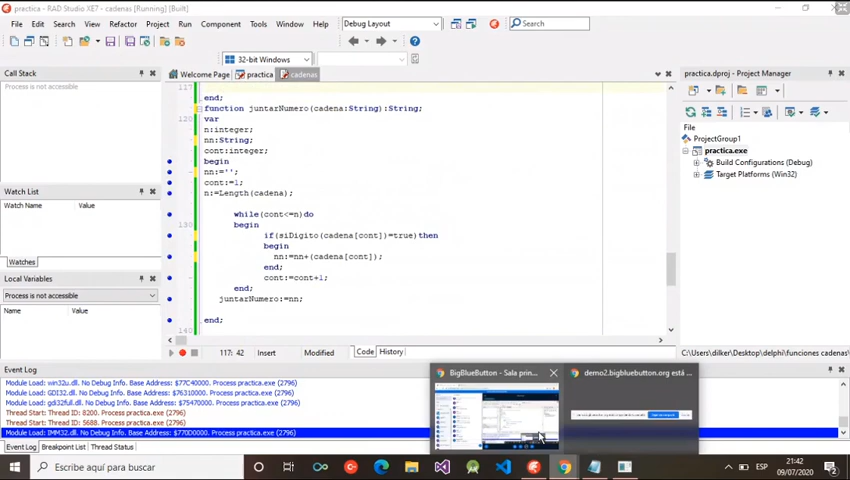 practica - RAD Studio XE7 - cadenas [Running] [Built]
File Edit Search View Refactor Project Run Component Tools Window Help Debug Layout Search
32-bit Windows
Call Stack
Process is not accessible
Watch List
Watch Name Value
Watches
Local Variables
Process is not accessible
Name Value
Welcome Page practica cadenas
117
end;
function juntarNumero(cadena:String):String;
120
var
n:integer;
nn:String;
cont:integer;
begin
nn:='';
cont:=1;
n:=Length(cadena);
while(cont<=n)do
130
begin
if(siDigito(cadena[cont])=true)then
begin
nn:=nn+(cadena[cont]);
end;
cont:=cont+1;
end;
juntarNumero:=nn;
end;
140
117: 42 Insert Modified Code History
practica.dproj - Project Manager
File
ProjectGroup1
practica.exe
Build Configurations (Debug)
Target Platforms (Win32)
C:\Users\dilker\Desktop\delphi\funciones cadenas\
Event Log
Module Load: win32u.dll. No Debug Info. Base Address: $77C40000. Process practica.exe (2796)
Module Load: GDI32.dll. No Debug Info. Base Address: $76310000. Process practica.exe (2796)
Module Load: gdi32full.dll. No Debug Info. Base Address: $75470000. Process practica.exe (2796)
Thread Start: Thread ID: 8200. Process practica.exe (2796)
Thread Start: Thread ID: 5688. Process practica.exe (2796)
Module Load: IMM32.dll. No Debug Info. Base Address: $770D0000. Process practica.exe (2796)
Event Log Breakpoint List Thread Status
BigBlueButton - Sala prin...
demo2.bigbluebutton.org está ...
Escribe aquí para buscar
ESP
21:42
09/07/2020